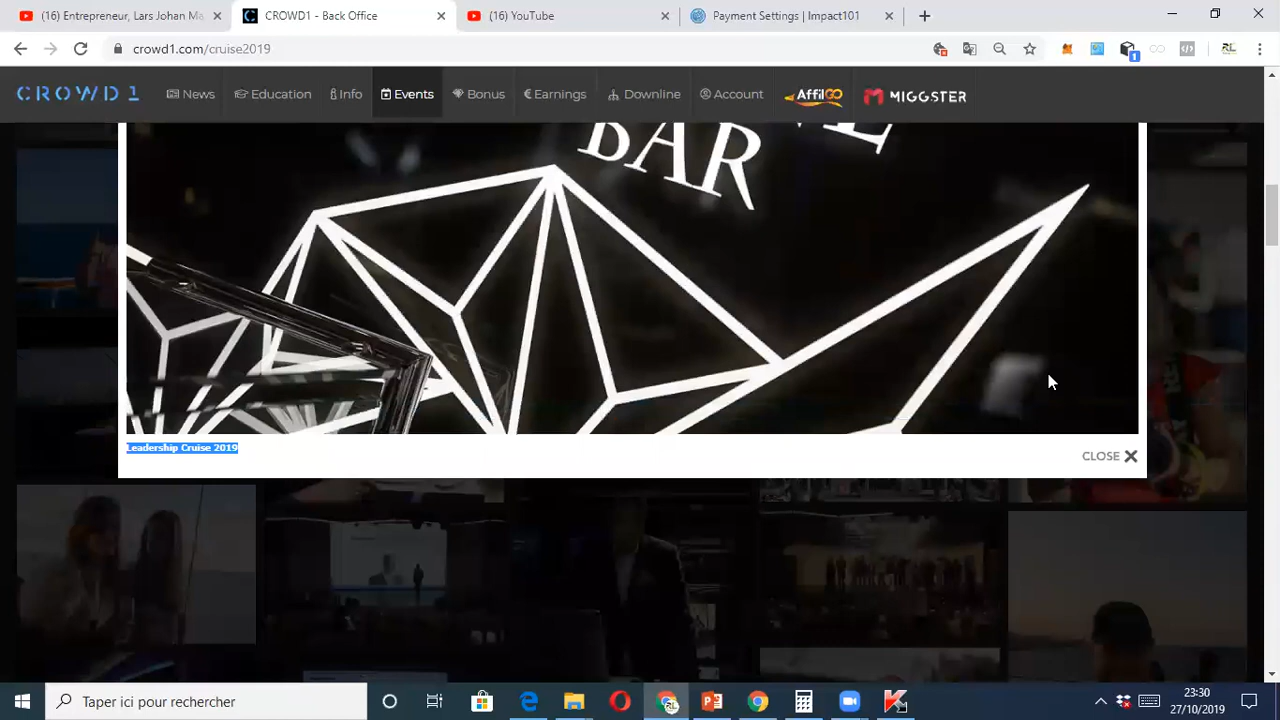 (16) Entrepreneur, Lars Johan Ma
CROWD1 - Back Office
(16) YouTube
Payment Settings | Impact101
crowd1.com/cruise2019
CROWD1
News
Education
Info
Events
Bonus
Earnings
Downline
Account
AffilGO
MIGGSTER
BAR
Leadership Cruise 2019
CLOSE
Taper ici pour rechercher
23:30
27/10/2019